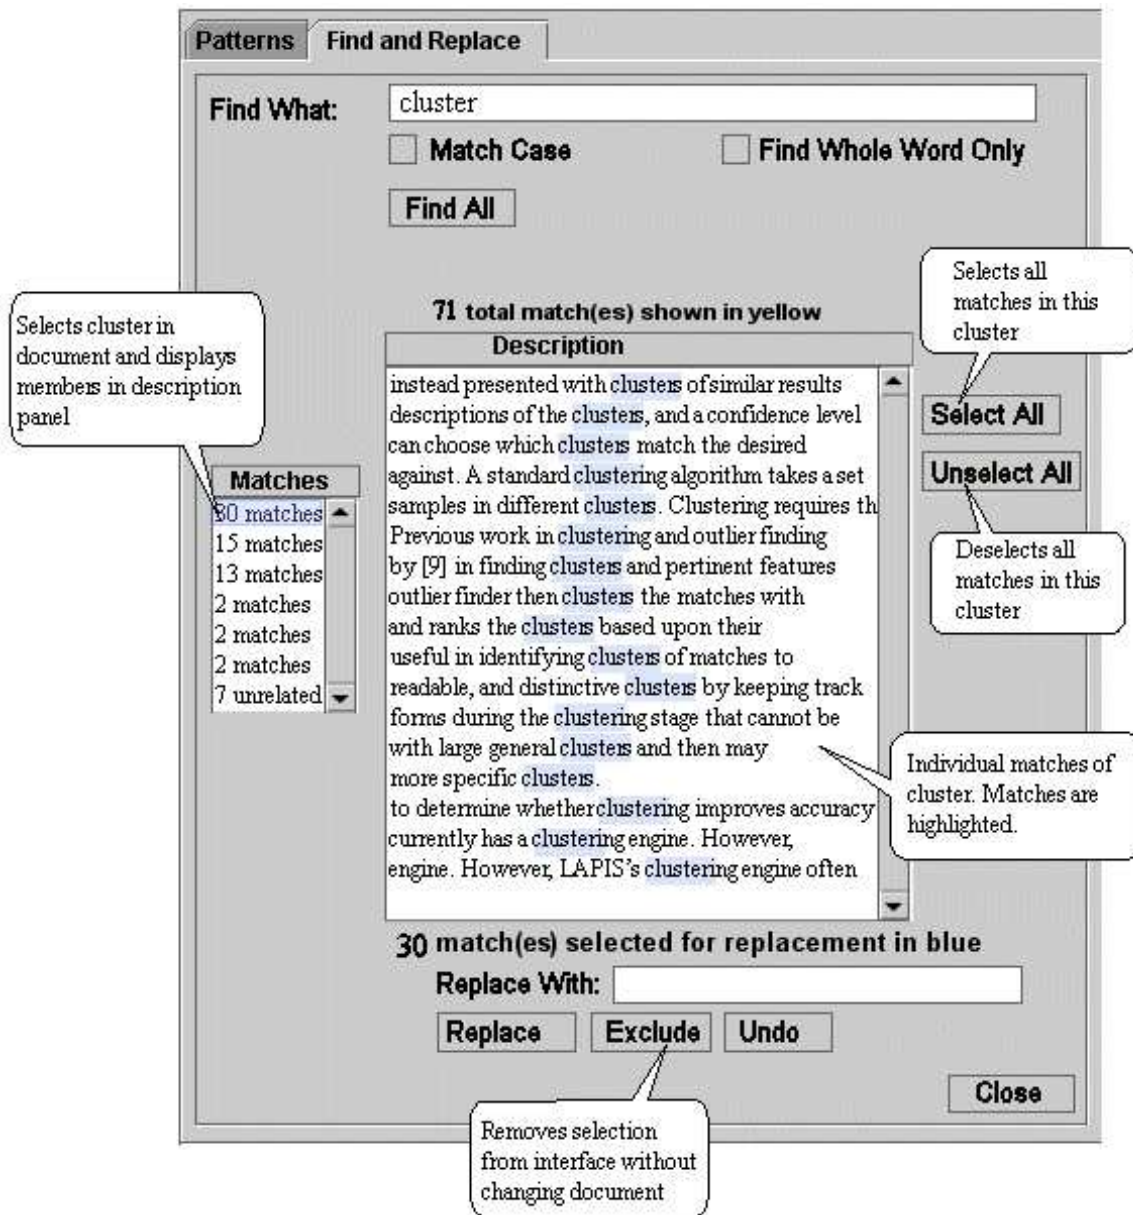 Patterns
Find and Replace
Find What:
cluster
Match Case
Find Whole Word Only
Find All
Selects all
matches in this
cluster
Selects cluster in
document and displays
members in description
panel
71 total match(es) shown in yellow
Description
instead presented with clusters of similar results
descriptions of the clusters, and a confidence level
can choose which clusters match the desired
against. A standard clustering algorithm takes a set
samples in different clusters. Clustering requires th
Previous work in clustering and outlier finding
by [9] in finding clusters and pertinent features
outlier finder then clusters the matches with
and ranks the clusters based upon their
useful in identifying clusters of matches to
readable, and distinctive clusters by keeping track
forms during the clustering stage that cannot be
with large general clusters and then may
more specific clusters.
to determine whether clustering improves accuracy
currently has a clustering engine. However,
engine. However, LAPIS's clustering engine often
Select All
Unselect All
Matches
30 matches
15 matches
13 matches
2 matches
2 matches
2 matches
7 unrelated
Deselects all
matches in this
cluster
Individual matches of
cluster. Matches are
highlighted.
30 match(es) selected for replacement in blue
Replace With:
Replace
Exclude
Undo
Close
Removes selection
from interface without
changing document